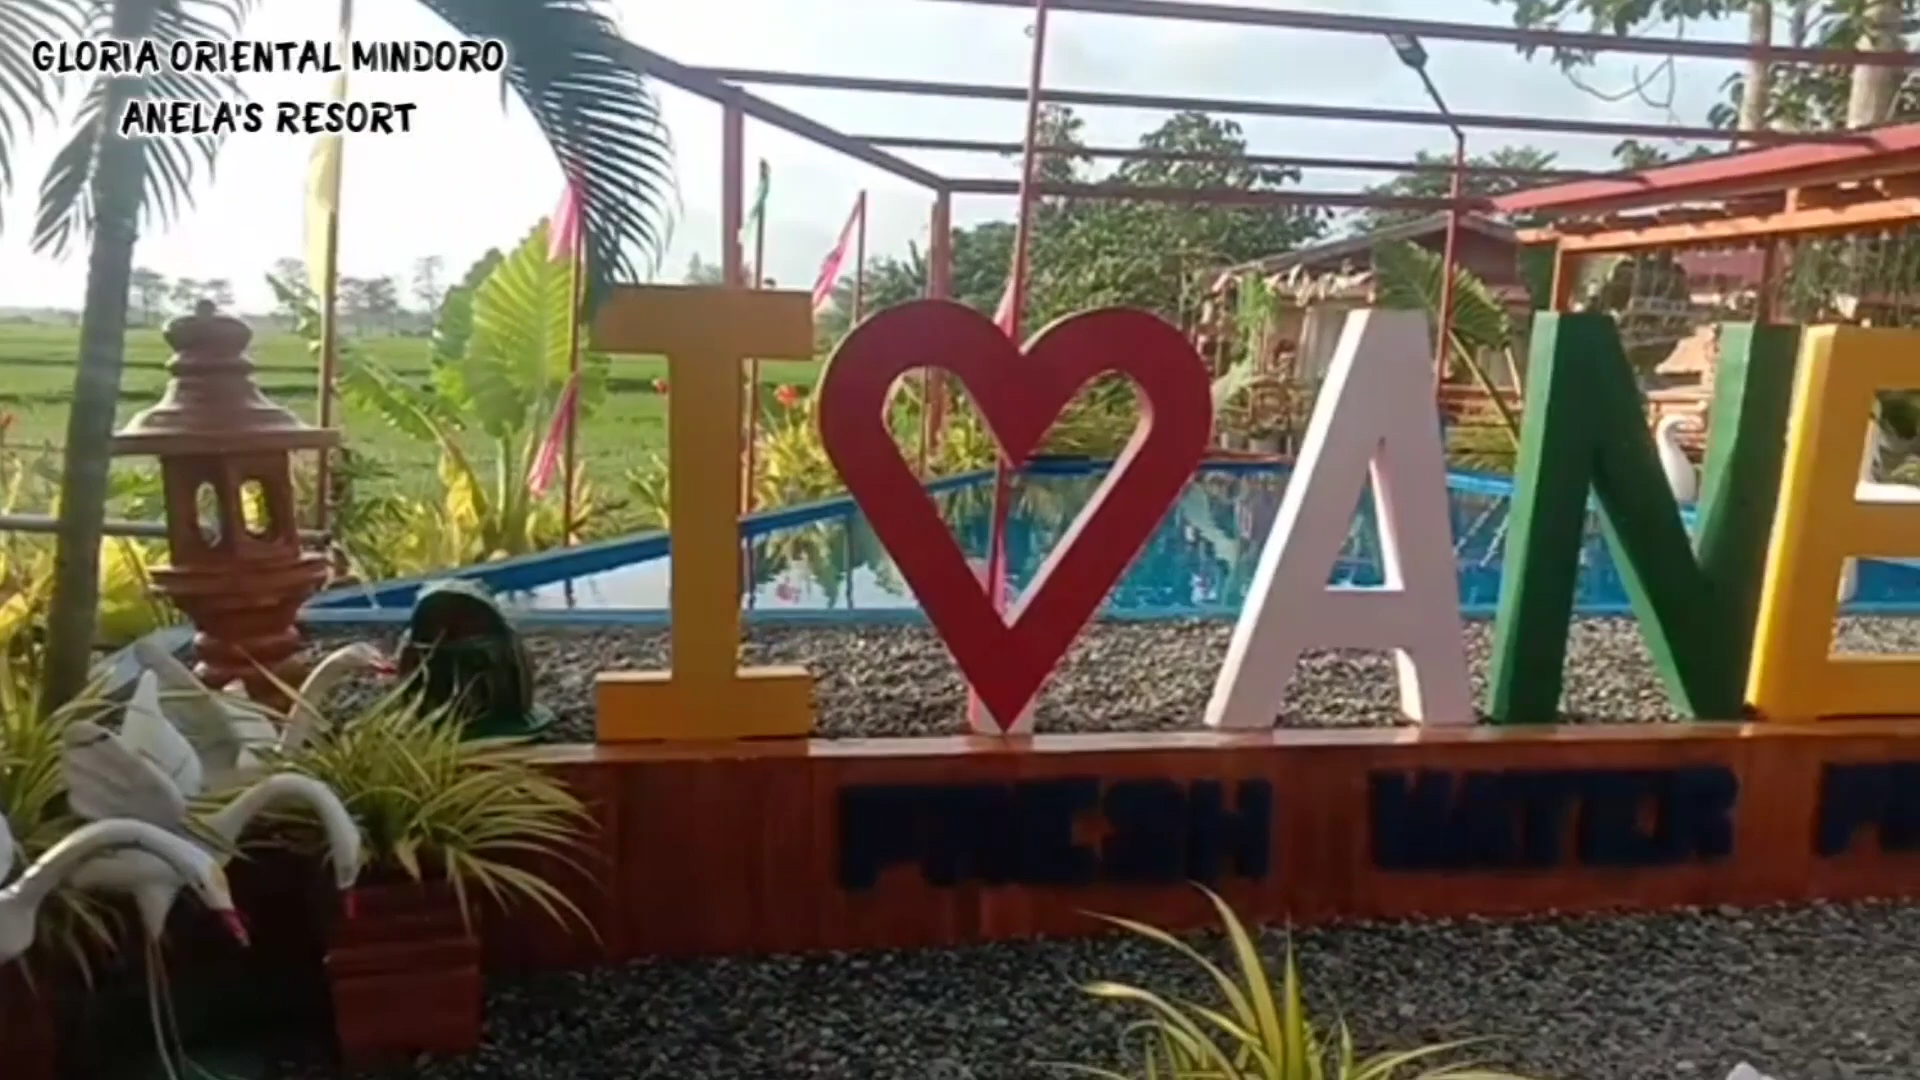 GLORIA ORIENTAL MINDORO
ANELA'S RESORT
I ❤ ANE
FRESH WATER